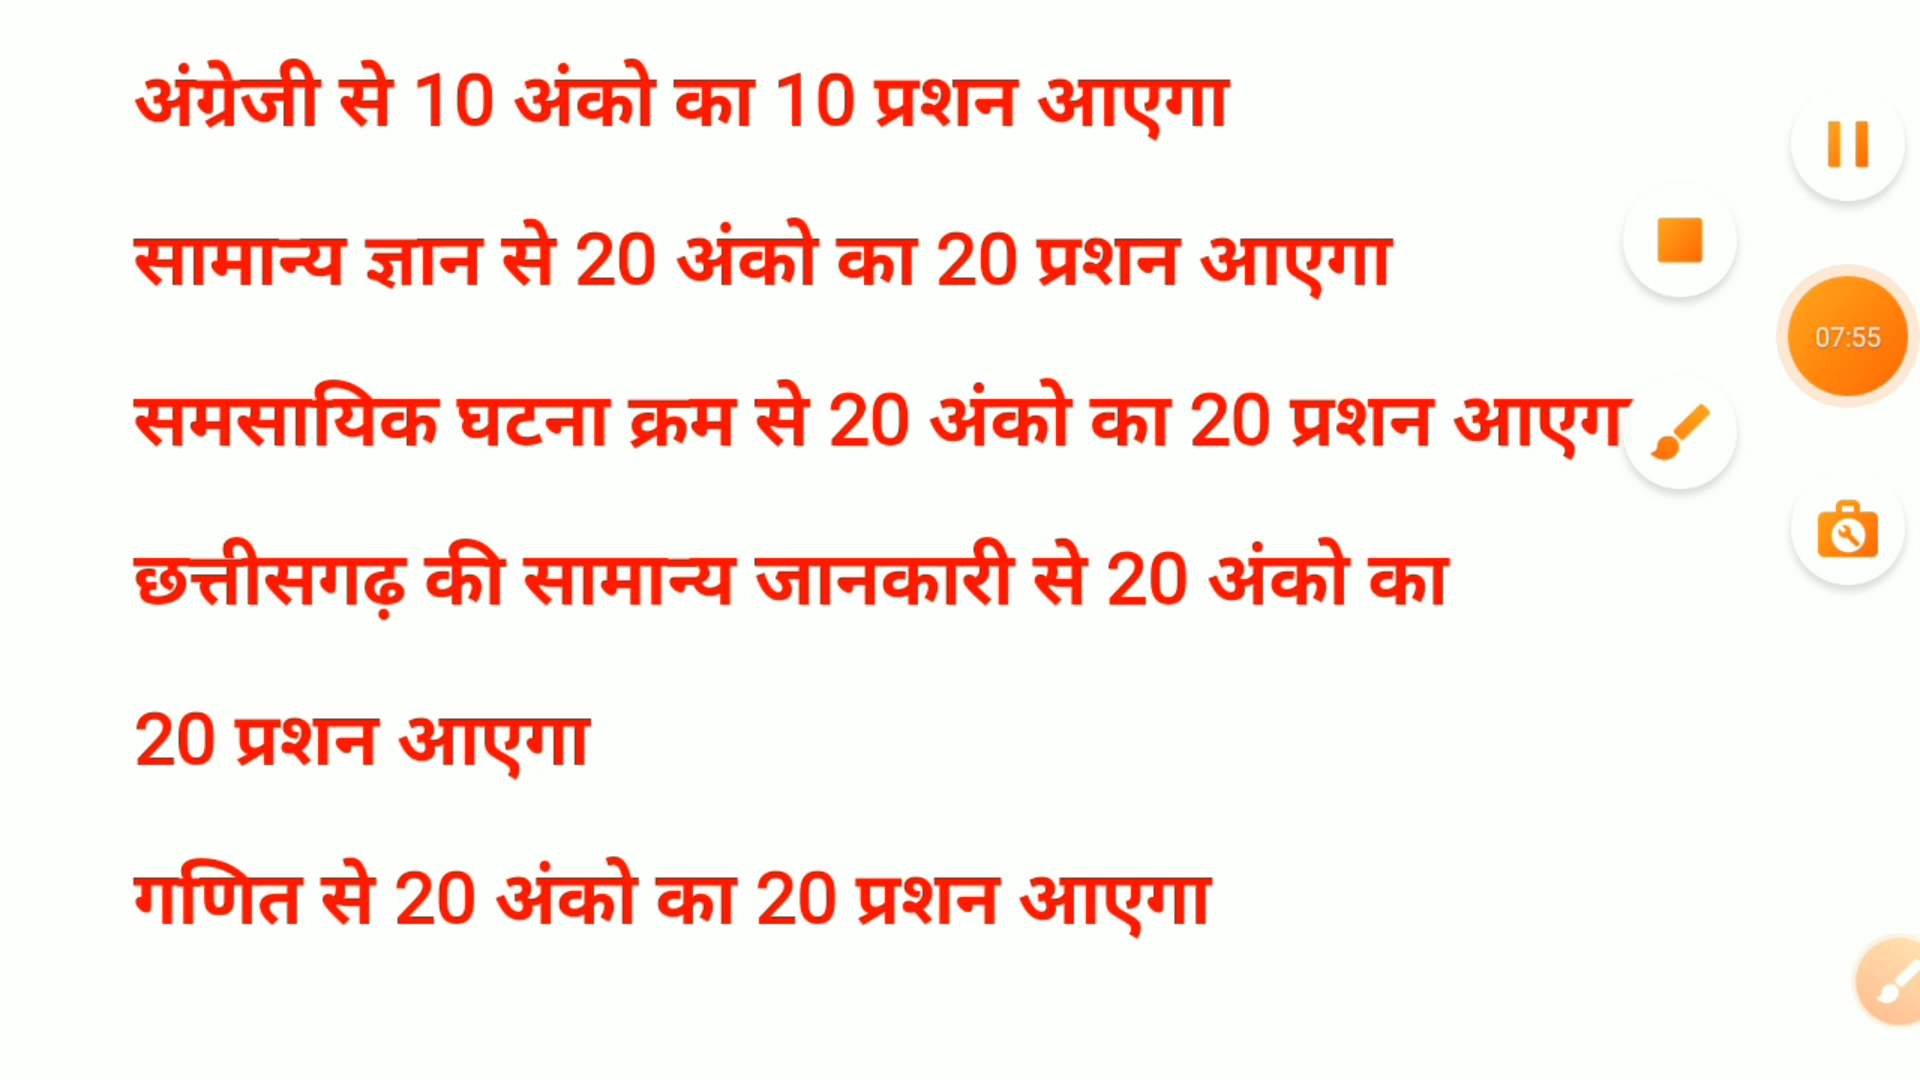 अंग्रेजी से 10 अंको का 10 प्रशन आएगा
सामान्य ज्ञान से 20 अंको का 20 प्रशन आएगा
समसायिक घटना क्रम से 20 अंको का 20 प्रशन आएग
छत्तीसगढ़ की सामान्य जानकारी से 20 अंको का
20 प्रशन आएगा
गणित से 20 अंको का 20 प्रशन आएगा
07:55